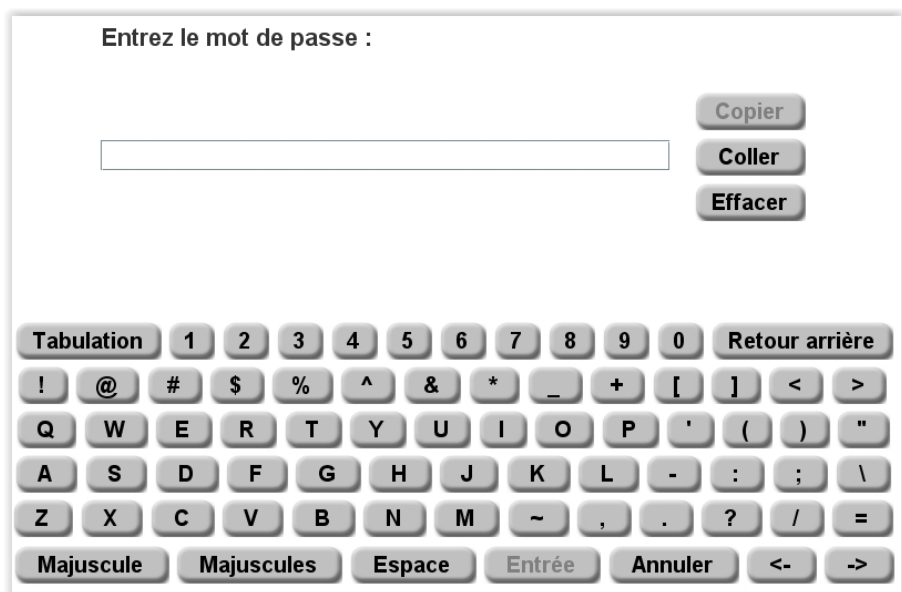 Entrez le mot de passe :
Copier
Coller
Effacer
Tabulation 1 2 3 4 5 6 7 8 9 0 Retour arrière
! @ # $ % ^ & * _ + [ ] < >
Q W E R T Y U I O P ' ( ) "
A S D F G H J K L - : ; \
Z X C V B N M ~ , . ? / =
Majuscule Majuscules Espace Entrée Annuler <- ->